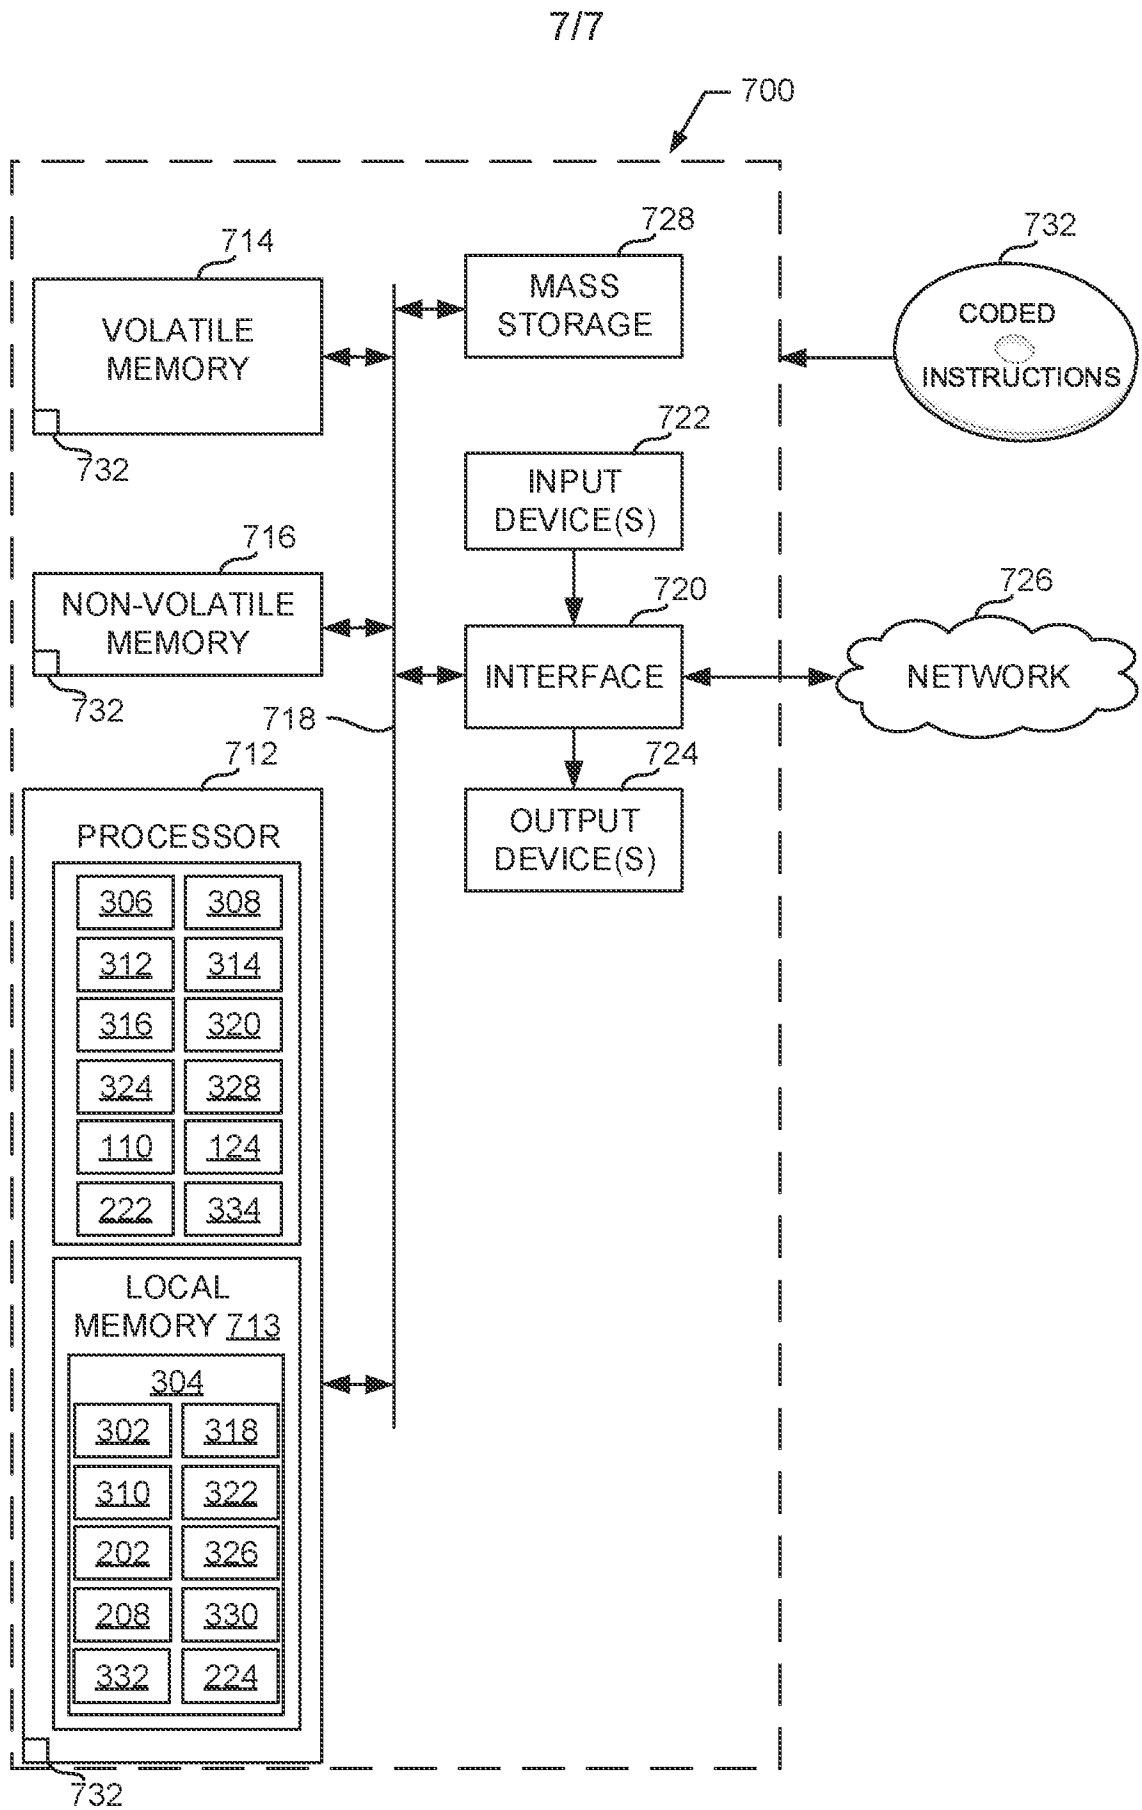 7/7
700
714
VOLATILE
MEMORY
732
728
MASS
STORAGE
732
CODED
INSTRUCTIONS
722
INPUT
DEVICE(S)
716
NON-VOLATILE
MEMORY
732
720
INTERFACE
726
NETWORK
718
724
OUTPUT
DEVICE(S)
712
PROCESSOR
306 308
312 314
316 320
324 328
110 124
222 334
LOCAL
MEMORY 713
304
302 318
310 322
202 326
208 330
332 224
732